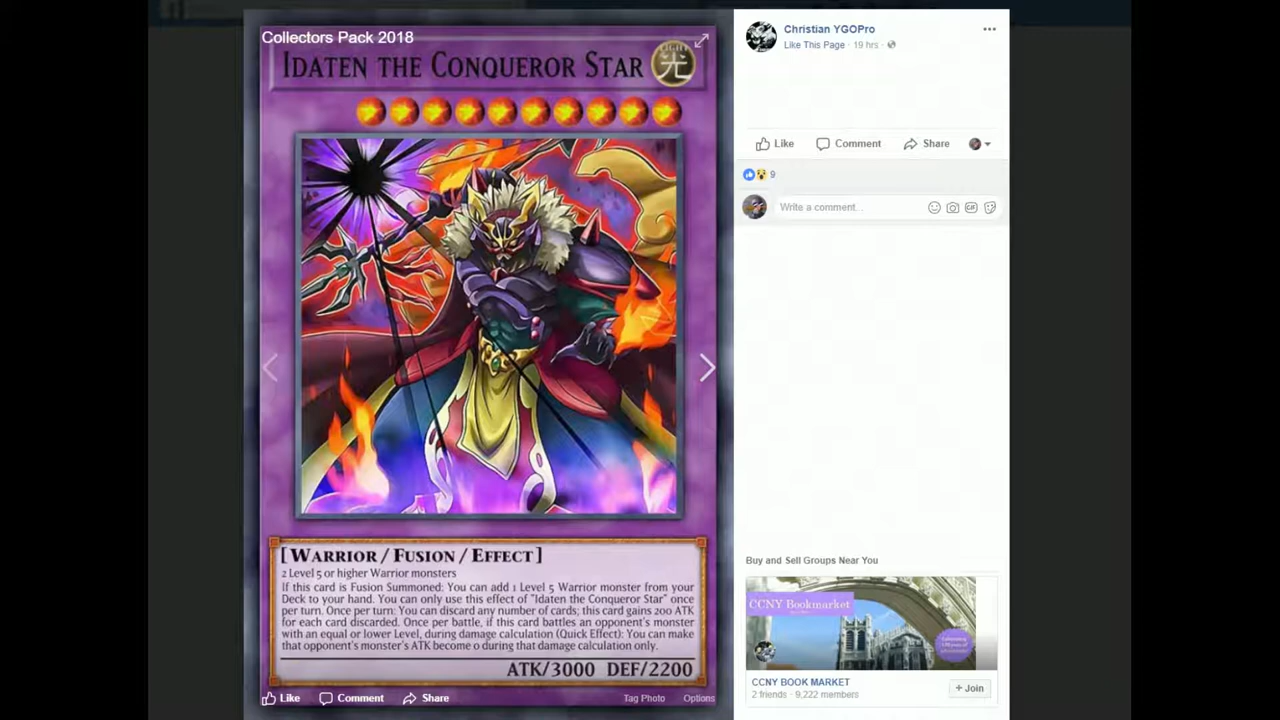 Collectors Pack 2018
IDATEN THE CONQUEROR STAR
LIGHT
光
[WARRIOR/FUSION/EFFECT]
2 Level 5 or higher Warrior monsters
If this card is Fusion Summoned: You can add 1 Level 5 Warrior monster from your
Deck to your hand. You can only use this effect of "Idaten the Conqueror Star" once
per turn. Once per turn: You can discard any number of cards; this card gains 200 ATK
for each card discarded. Once per battle, if this card battles an opponent's monster
with an equal or lower Level, during damage calculation (Quick Effect): You can make
that opponent's monster's ATK become 0 during that damage calculation only.
ATK/3000 DEF/2200
Like Comment Share Tag Photo Options
Christian YGOPro
Like This Page · 19 hrs ·
Like Comment Share
9
Write a comment...
GIF
Buy and Sell Groups Near You
CCNY Bookmarket
CCNY BOOK MARKET
2 friends · 9,222 members
+ Join